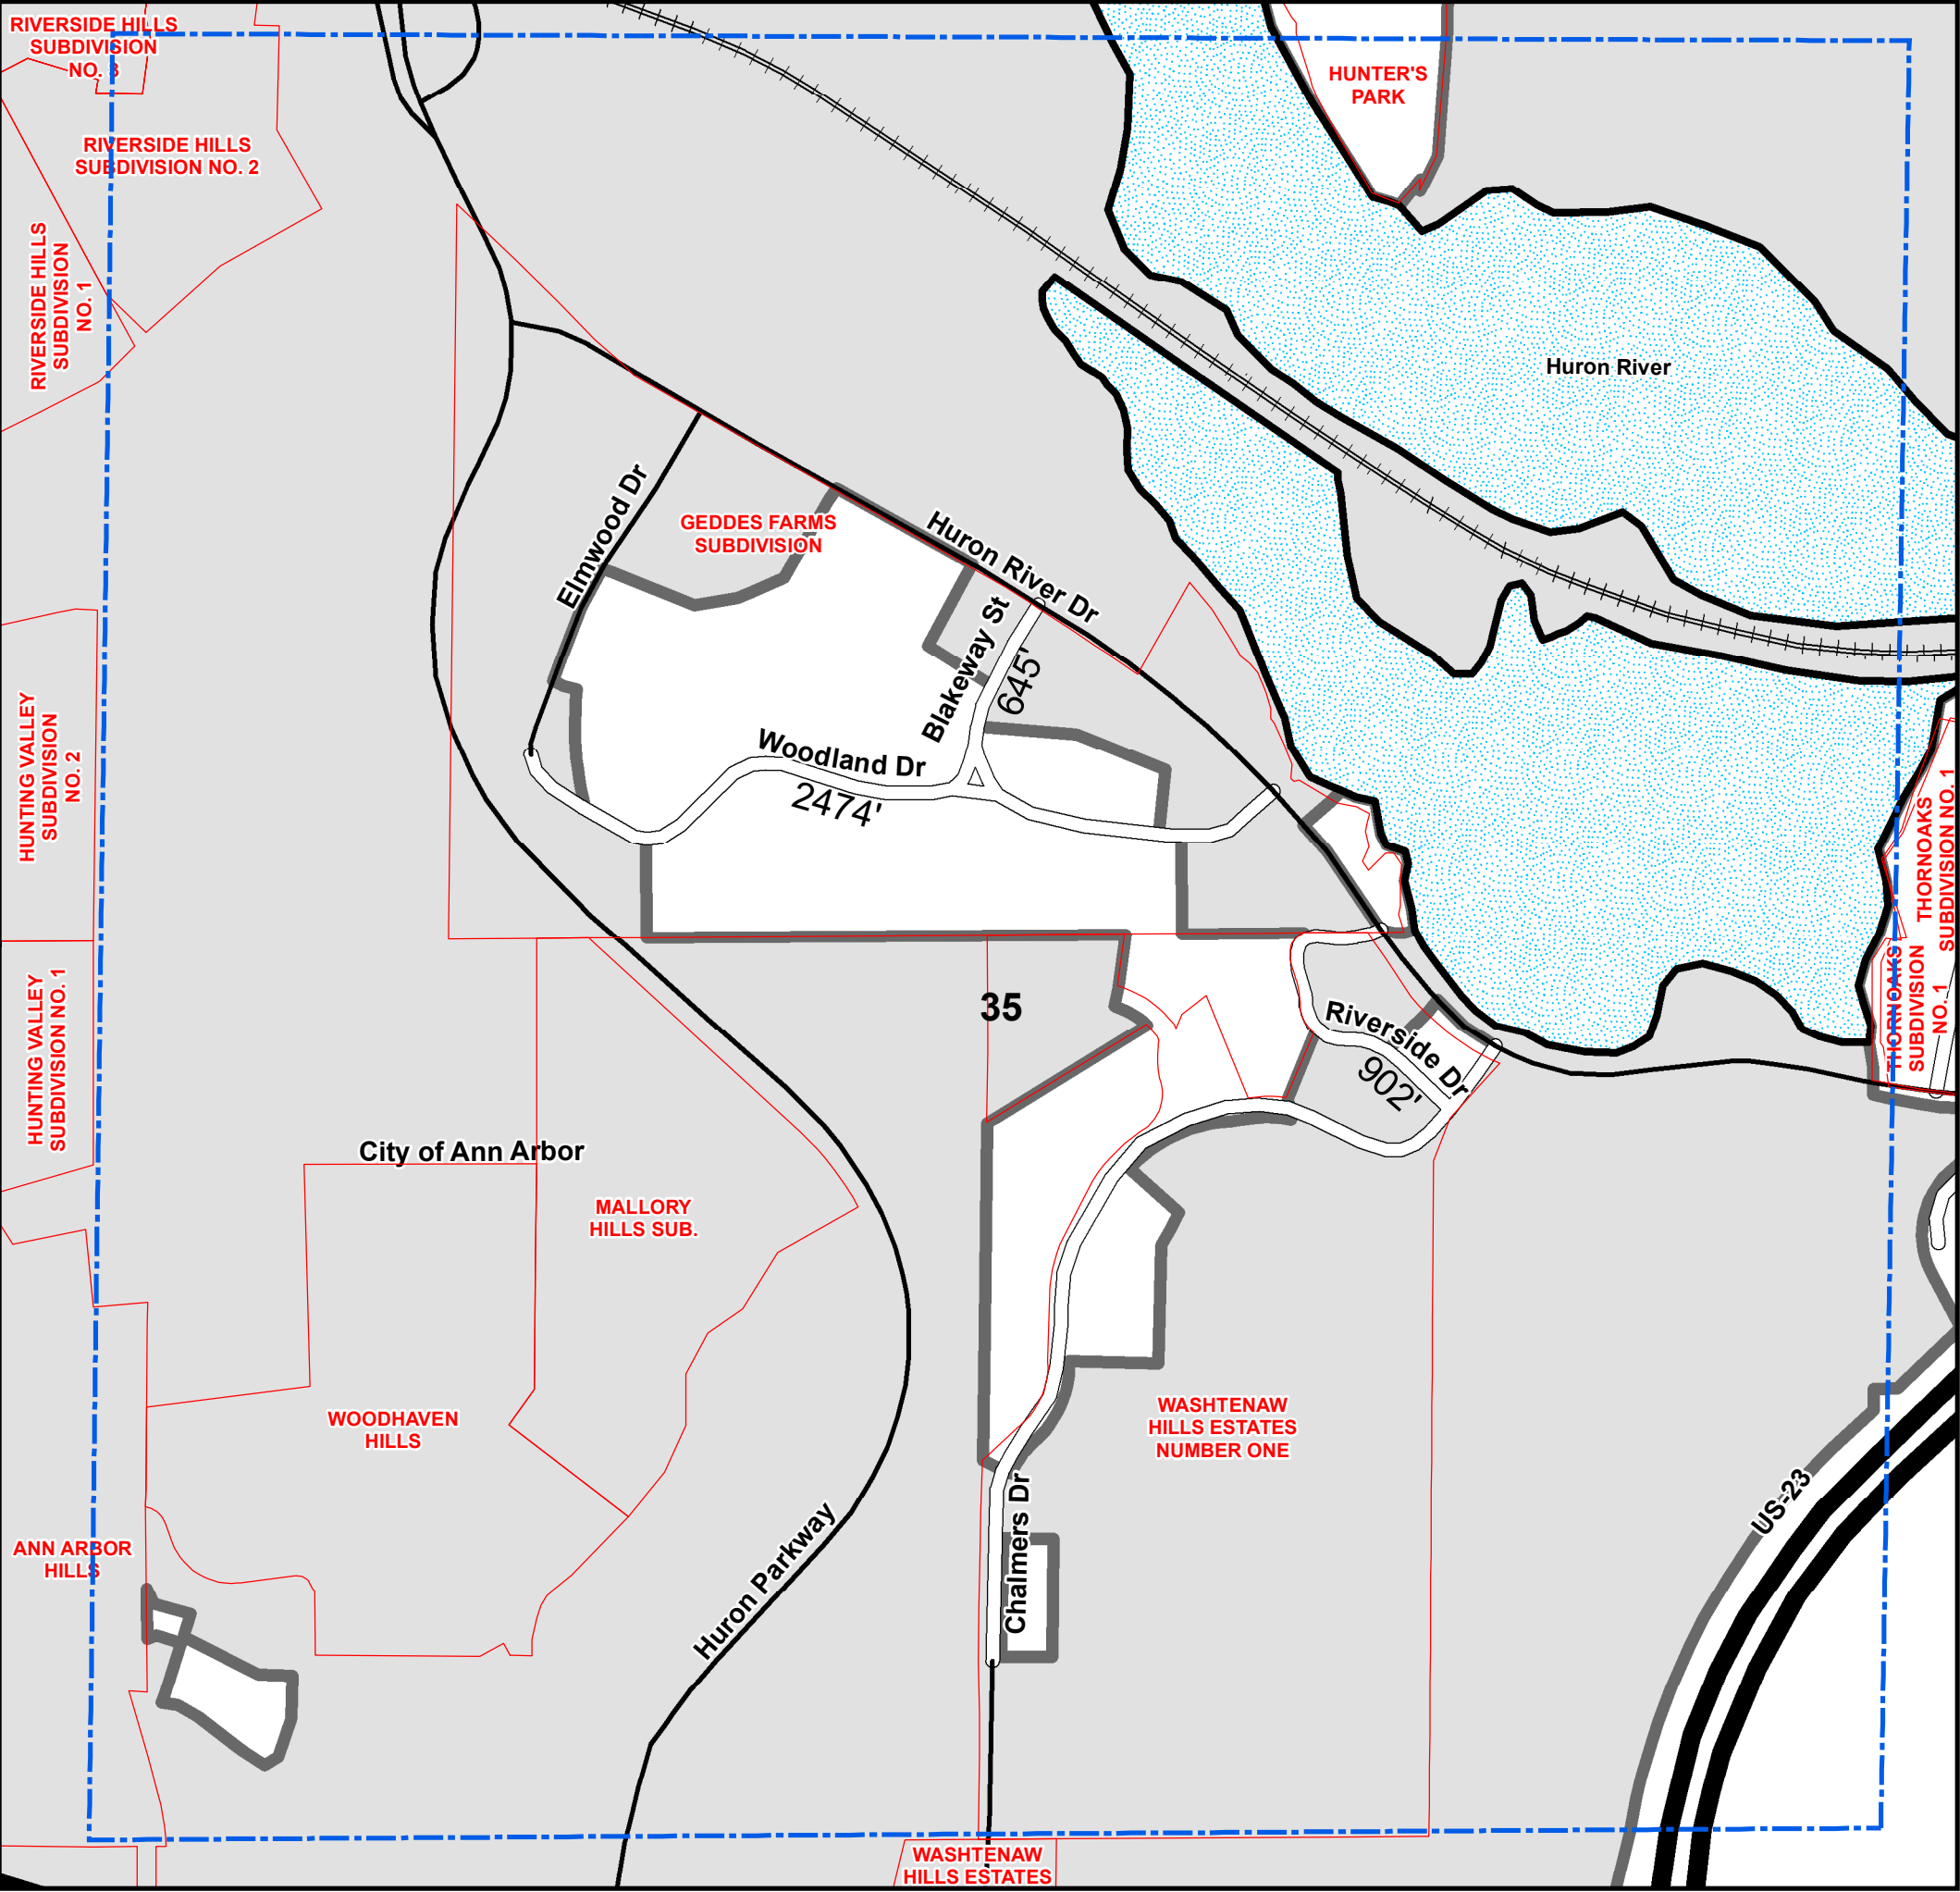 RIVERSIDE HILLS
SUBDIVISION
NO. 3
HUNTER'S
PARK
RIVERSIDE HILLS
SUBDIVISION NO. 2
RIVERSIDE HILLS
SUBDIVISION
NO. 1
Huron River
Elmwood Dr
GEDDES FARMS
SUBDIVISION
Huron River Dr
Blakeway St
645'
Woodland Dr
2474'
HUNTING VALLEY
SUBDIVISION
NO. 2
THORNOAKS
SUBDIVISION NO. 1
THORNOAKS
SUBDIVISION
NO. 1
35
Riverside Dr
902'
HUNTING VALLEY
SUBDIVISION NO. 1
City of Ann Arbor
MALLORY
HILLS SUB.
WOODHAVEN
HILLS
WASHTENAW
HILLS ESTATES
NUMBER ONE
US-23
Chalmers Dr
ANN ARBOR
HILLS
Huron Parkway
WASHTENAW
HILLS ESTATES